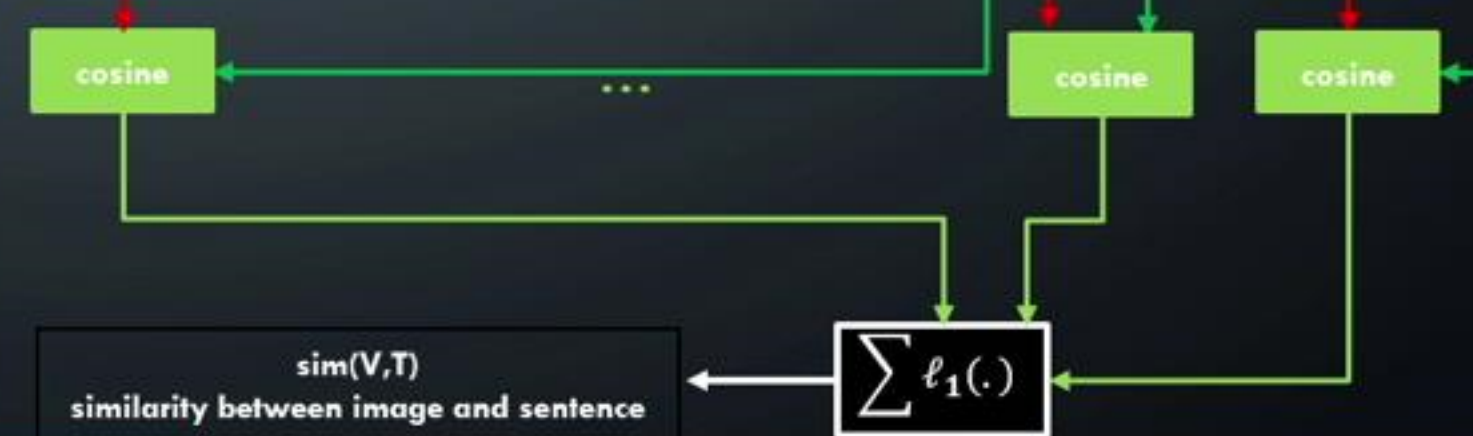 cosine
...
cosine
cosine
∑ ℓ₁(.)
sim(V,T)
similarity between image and sentence